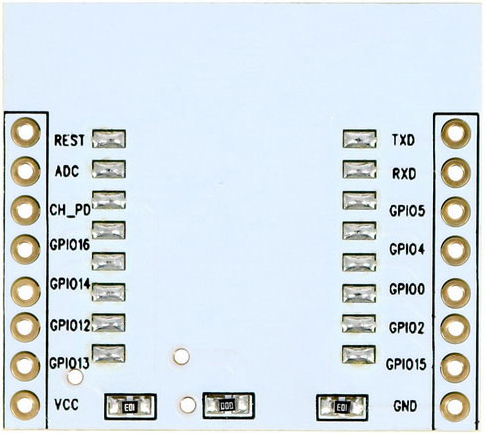 REST TXD
ADC RXD
CH_PD GPIO5
GPIO16 GPIO4
GPIO14 GPIO0
GPIO12 GPIO2
GPIO13 GPIO15
VCC E01 000 E01 GND